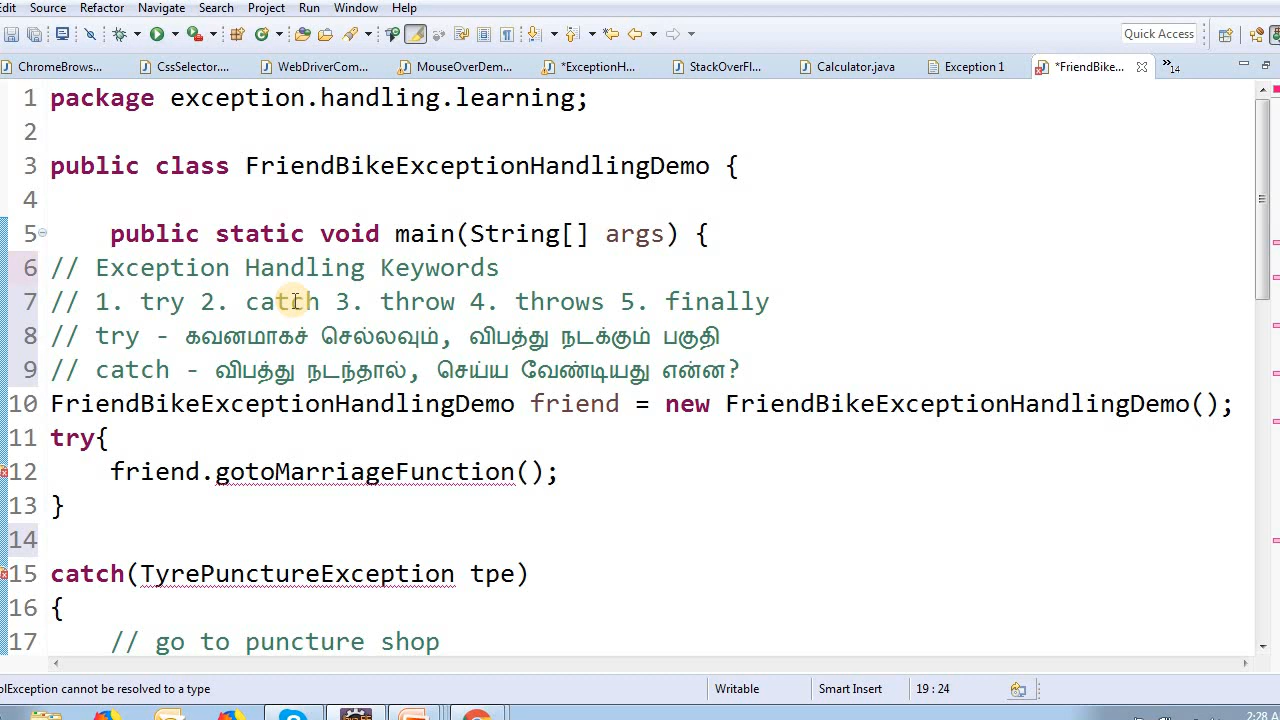 Edit Source Refactor Navigate Search Project Run Window Help
Quick Access
ChromeBrows... CssSelector.... WebDriverCom... MouseOverDem... *ExceptionH... StackOverFl... Calculator.java Exception 1 *FriendBike... »14
1 package exception.handling.learning;
2
3 public class FriendBikeExceptionHandlingDemo {
4
5 public static void main(String[] args) {
6 // Exception Handling Keywords
7 // 1. try 2. catch 3. throw 4. throws 5. finally
8 // try - கவனமாகச் செல்லவும், விபத்து நடக்கும் பகுதி
9 // catch - விபத்து நடந்தால், செய்ய வேண்டியது என்ன?
10 FriendBikeExceptionHandlingDemo friend = new FriendBikeExceptionHandlingDemo();
11 try{
12 friend.gotoMarriageFunction();
13 }
14
15 catch(TyrePunctureException tpe)
16 {
17 // go to puncture shop
olException cannot be resolved to a type Writable Smart Insert 19 : 24